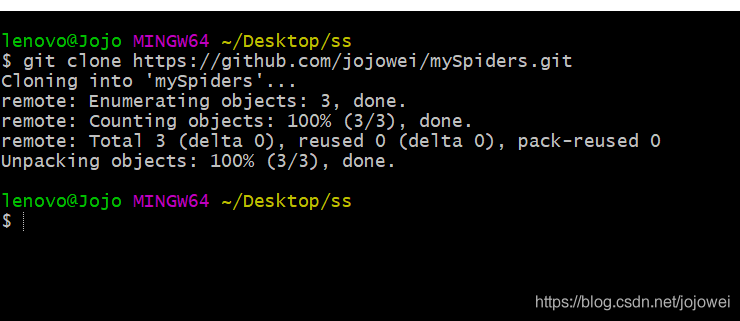 lenovo@Jojo MINGW64 ~/Desktop/ss
$ git clone https://github.com/jojowei/mySpiders.git
Cloning into 'mySpiders'...
remote: Enumerating objects: 3, done.
remote: Counting objects: 100% (3/3), done.
remote: Total 3 (delta 0), reused 0 (delta 0), pack-reused 0
Unpacking objects: 100% (3/3), done.
lenovo@Jojo MINGW64 ~/Desktop/ss
$
https://blog.csdn.net/jojowei